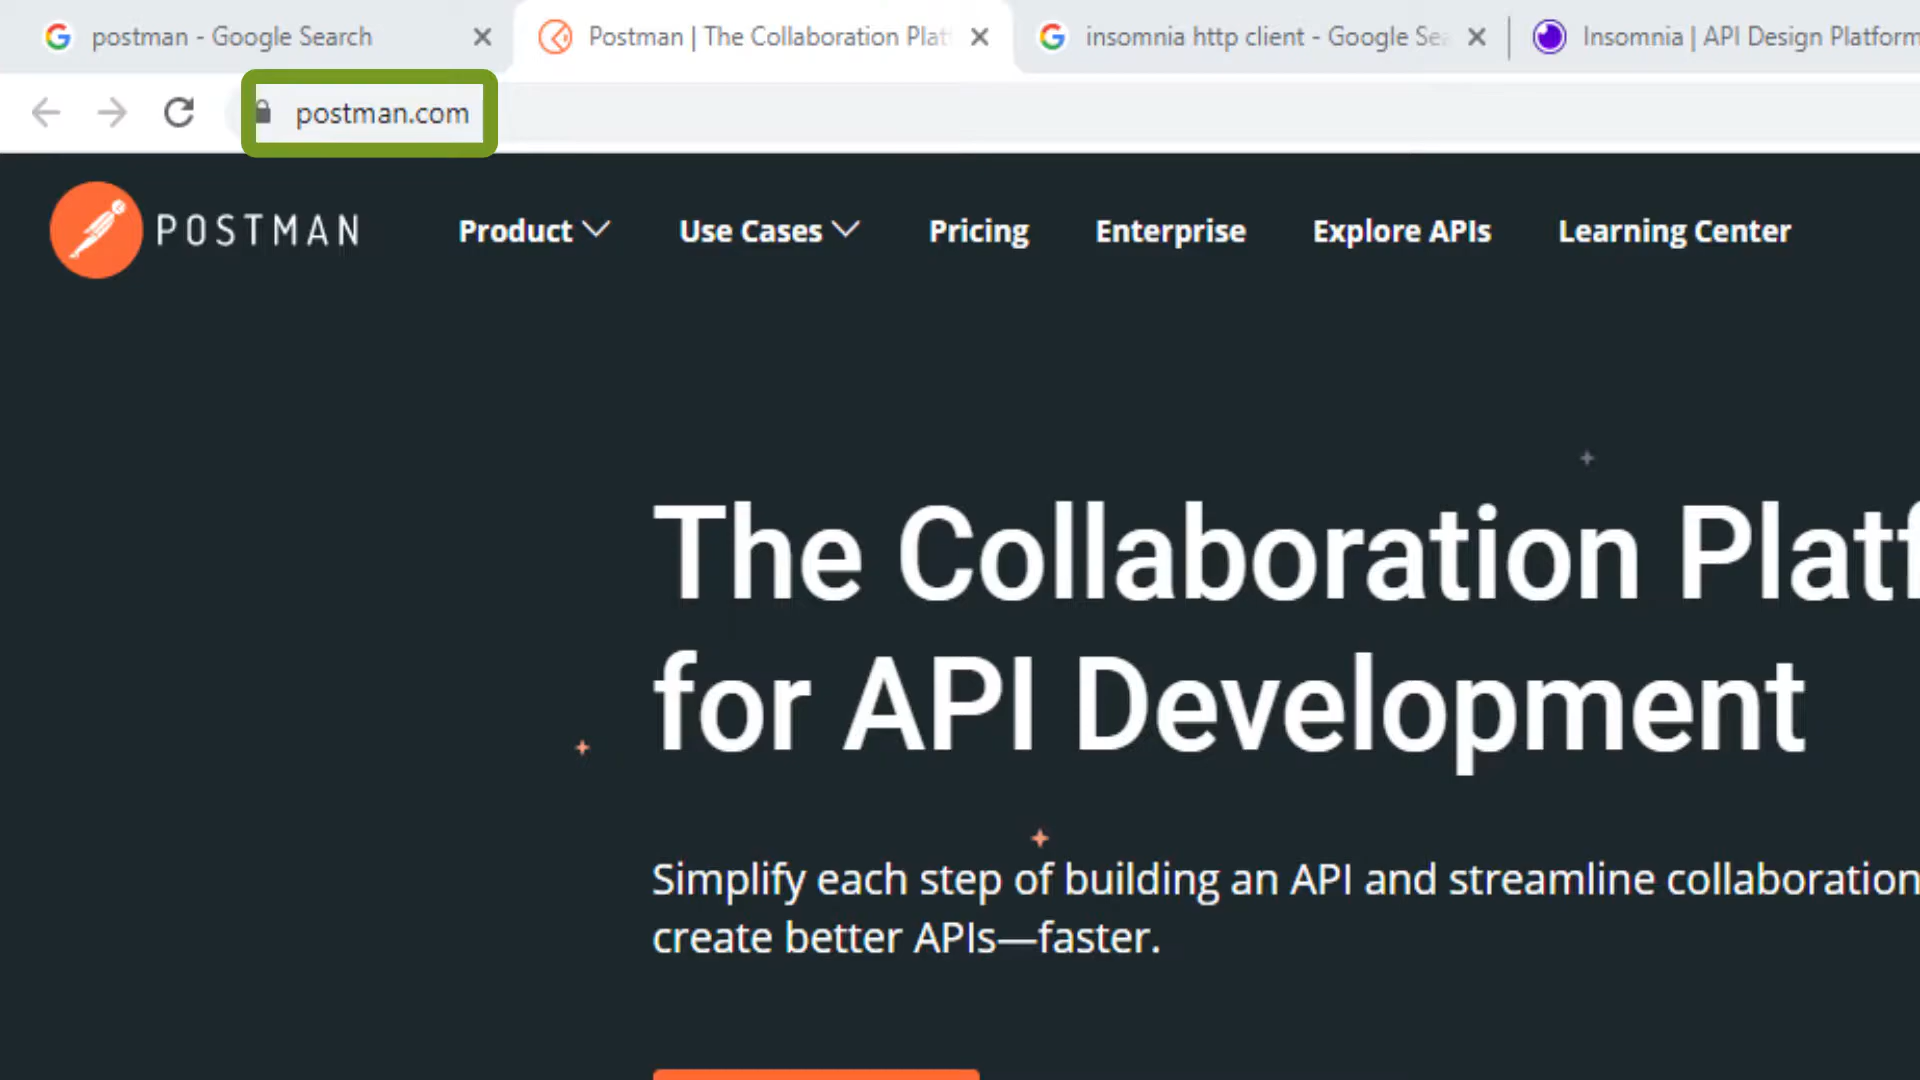 postman - Google Search
Postman | The Collaboration Plat
insomnia http client - Google Sea
Insomnia | API Design Platform
postman.com
POSTMAN
Product
Use Cases
Pricing
Enterprise
Explore APIs
Learning Center
The Collaboration Platf
for API Development
Simplify each step of building an API and streamline collaboration
create better APIs—faster.